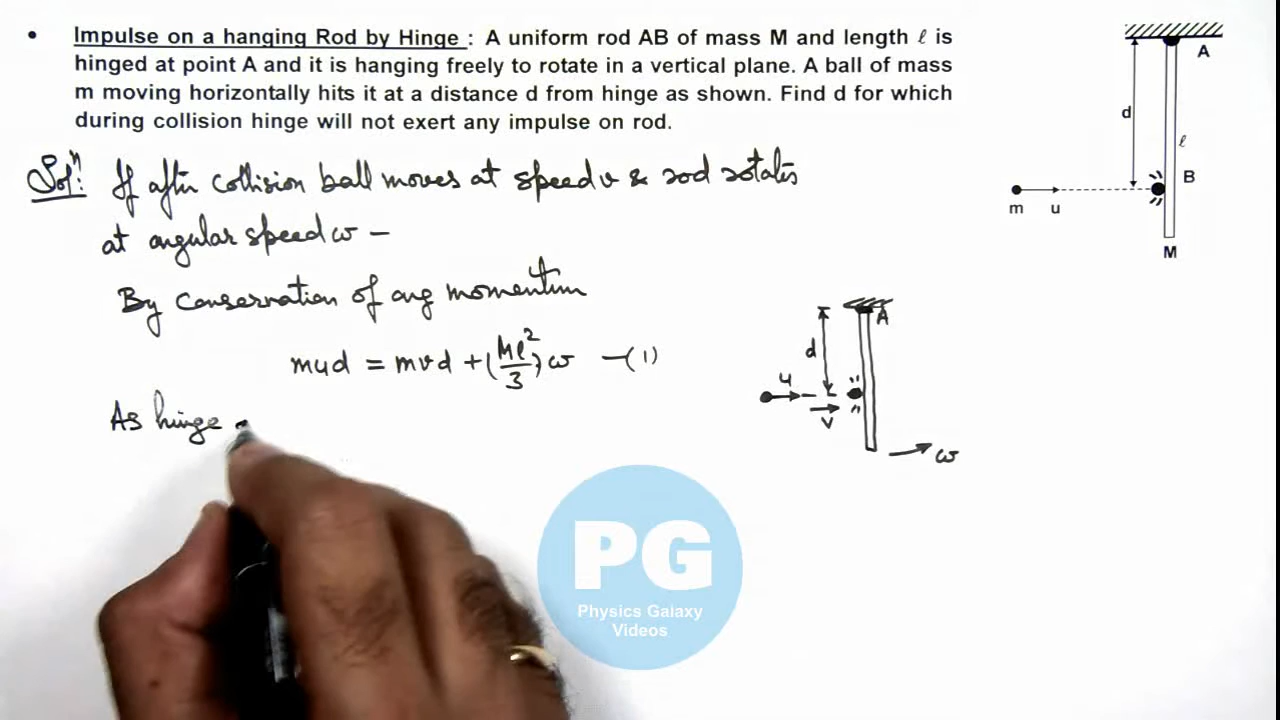 • Impulse on a hanging Rod by Hinge : A uniform rod AB of mass M and length ℓ is
hinged at point A and it is hanging freely to rotate in a vertical plane. A ball of mass
m moving horizontally hits it at a distance d from hinge as shown. Find d for which
during collision hinge will not exert any impulse on rod.
Solⁿ: If after collision ball moves at speed v & rod rotates
at angular speed ω –
By conservation of ang momentum
mud = mvd + (Mℓ²/3) ω –(1)
As hinge
A
d
ℓ
B
m
u
M
A
d
u
v
ω
PG
Physics Galaxy
Videos